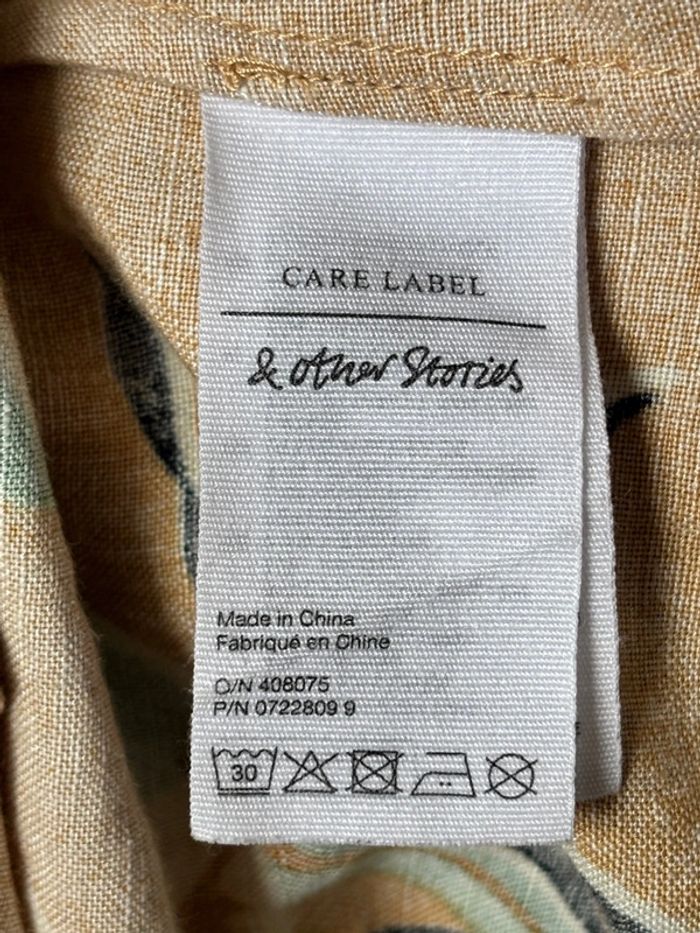 CARE LABEL
& other Stories
Made in China
Fabriqué en Chine
O/N 408075
P/N 0722809 9
30